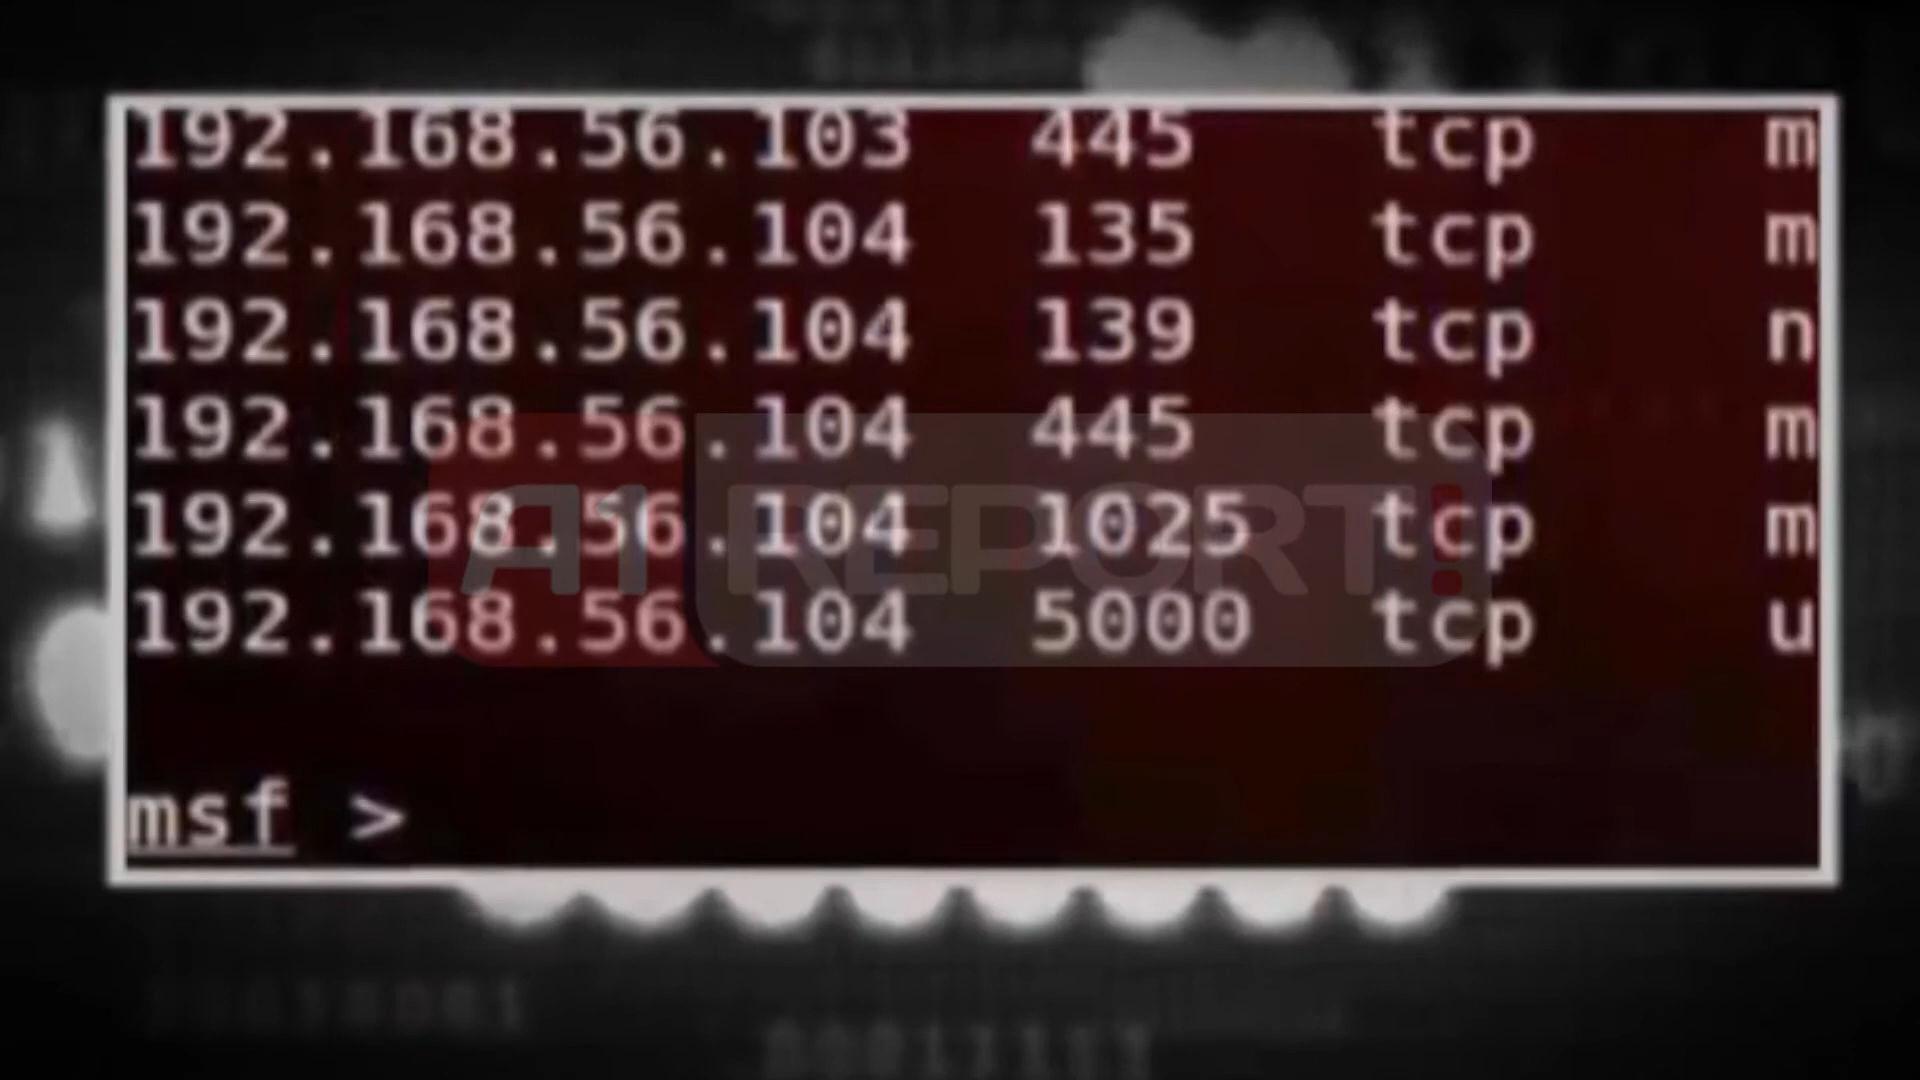 192.168.56.103 445 tcp m
192.168.56.104 135 tcp m
192.168.56.104 139 tcp n
192.168.56.104 445 tcp m
192.168.56.104 1025 tcp m
192.168.56.104 5000 tcp u
A1 REPORT!
msf >